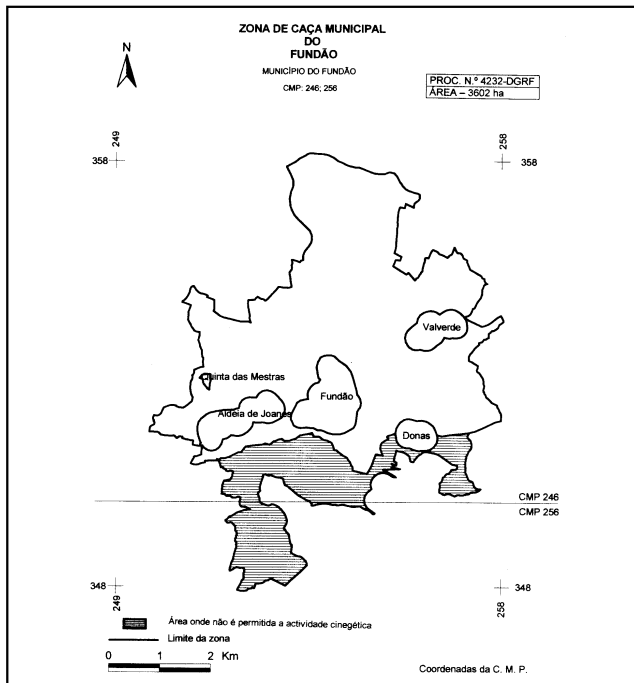 ZONA DE CAÇA MUNICIPAL
DO
FUNDÃO
MUNICÍPIO DO FUNDÃO
CMP: 246; 256
N
PROC. N.º 4232-DGRF
ÁREA – 3602 ha
249
258
358
358
Valverde
Quinta das Mestras
Fundão
Aldeia de Joanes
Donas
CMP 246
CMP 256
348
348
249
258
Área onde não é permitida a actividade cinegética
Limite da zona
0 1 2 Km
Coordenadas da C. M. P.